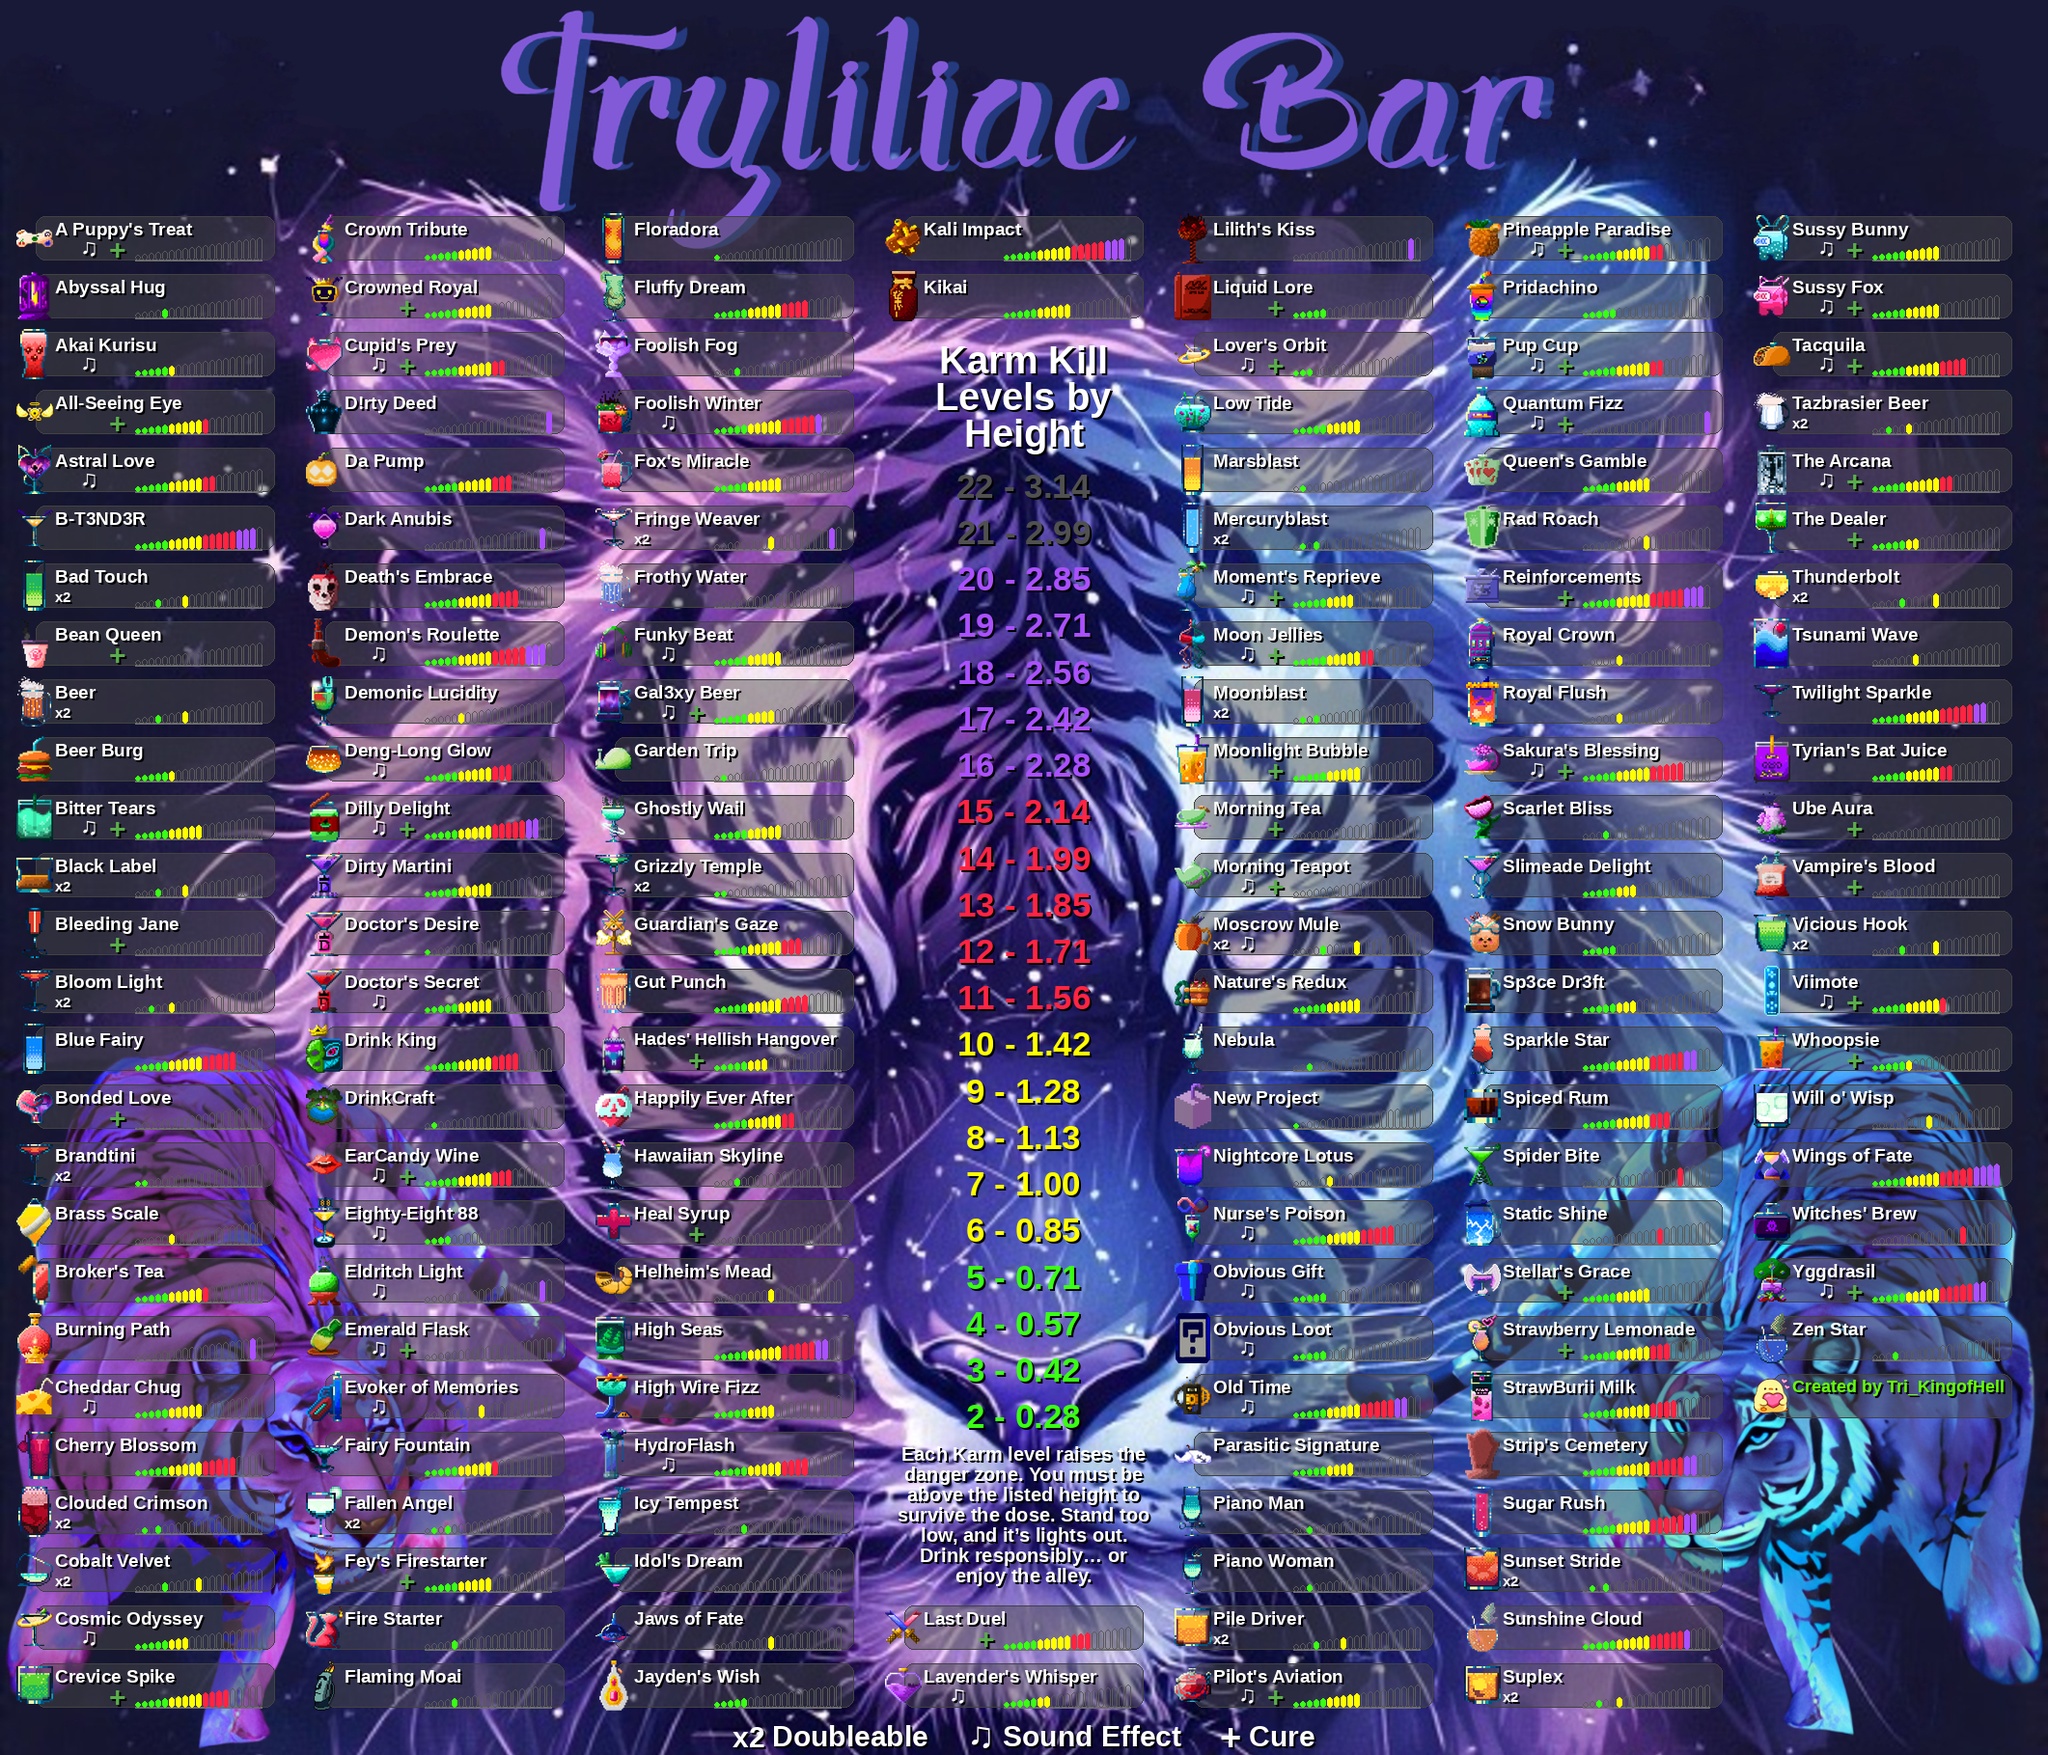 Tryliliac Bar
A Puppy's Treat
♫ +
Abyssal Hug
Akai Kurisu
♫
All-Seeing Eye
+
Astral Love
♫
B-T3ND3R
Bad Touch
x2
Bean Queen
+
Beer
x2
Beer Burg
Bitter Tears
♫ +
Black Label
x2
Bleeding Jane
+
Bloom Light
x2
Blue Fairy
Bonded Love
+
Brandtini
x2
Brass Scale
Broker's Tea
Burning Path
Cheddar Chug
♫
Cherry Blossom
Clouded Crimson
x2
Cobalt Velvet
x2
Cosmic Odyssey
♫
Crevice Spike
+
Crown Tribute
Crowned Royal
+
Cupid's Prey
♫ +
D!rty Deed
Da Pump
Dark Anubis
Death's Embrace
Demon's Roulette
♫
Demonic Lucidity
Deng-Long Glow
♫
Dilly Delight
♫ +
Dirty Martini
Doctor's Desire
Doctor's Secret
♫
Drink King
DrinkCraft
EarCandy Wine
♫ +
Eighty-Eight 88
♫
Eldritch Light
♫
Emerald Flask
♫ +
Evoker of Memories
♫
Fairy Fountain
Fallen Angel
x2
Fey's Firestarter
+
Fire Starter
Flaming Moai
Floradora
Fluffy Dream
Foolish Fog
Foolish Winter
♫
Fox's Miracle
Fringe Weaver
x2
Frothy Water
Funky Beat
♫
Gal3xy Beer
♫ +
Garden Trip
Ghostly Wail
Grizzly Temple
x2
Guardian's Gaze
Gut Punch
Hades' Hellish Hangover
+
Happily Ever After
Hawaiian Skyline
Heal Syrup
+
Helheim's Mead
High Seas
High Wire Fizz
HydroFlash
♫
Icy Tempest
Idol's Dream
Jaws of Fate
Jayden's Wish
Kali Impact
Kikai
Karm Kill
Levels by
Height
22 - 3.14
21 - 2.99
20 - 2.85
19 - 2.71
18 - 2.56
17 - 2.42
16 - 2.28
15 - 2.14
14 - 1.99
13 - 1.85
12 - 1.71
11 - 1.56
10 - 1.42
9 - 1.28
8 - 1.13
7 - 1.00
6 - 0.85
5 - 0.71
4 - 0.57
3 - 0.42
2 - 0.28
Each Karm level raises the
danger zone. You must be
above the listed height to
survive the dose. Stand too
low, and it's lights out.
Drink responsibly... or
enjoy the alley.
Last Duel
+
Lavender's Whisper
♫
Lilith's Kiss
Liquid Lore
+
Lover's Orbit
♫ +
Low Tide
Marsblast
Mercuryblast
x2
Moment's Reprieve
♫ +
Moon Jellies
♫ +
Moonblast
x2
Moonlight Bubble
+
Morning Tea
+
Morning Teapot
♫ +
Moscrow Mule
x2 ♫
Nature's Redux
Nebula
New Project
Nightcore Lotus
Nurse's Poison
♫
Obvious Gift
♫
Obvious Loot
♫
Old Time
♫
Parasitic Signature
Piano Man
Piano Woman
Pile Driver
x2
Pilot's Aviation
♫ +
Pineapple Paradise
♫ +
Pridachino
Pup Cup
♫ +
Quantum Fizz
♫ +
Queen's Gamble
Rad Roach
Reinforcements
+
Royal Crown
Royal Flush
Sakura's Blessing
♫ +
Scarlet Bliss
Slimeade Delight
Snow Bunny
Sp3ce Dr3ft
Sparkle Star
Spiced Rum
Spider Bite
Static Shine
Stellar's Grace
+
Strawberry Lemonade
+
StrawBurii Milk
Strip's Cemetery
Sugar Rush
Sunset Stride
x2
Sunshine Cloud
Suplex
x2
Sussy Bunny
♫ +
Sussy Fox
♫ +
Tacquila
♫ +
Tazbrasier Beer
x2
The Arcana
♫ +
The Dealer
+
Thunderbolt
x2
Tsunami Wave
Twilight Sparkle
Tyrian's Bat Juice
Ube Aura
+
Vampire's Blood
+
Vicious Hook
x2
Viimote
♫ +
Whoopsie
+
Will o' Wisp
Wings of Fate
Witches' Brew
Yggdrasil
♫ +
Zen Star
Created by Tri_KingofHell
x2 Doubleable ♫ Sound Effect + Cure